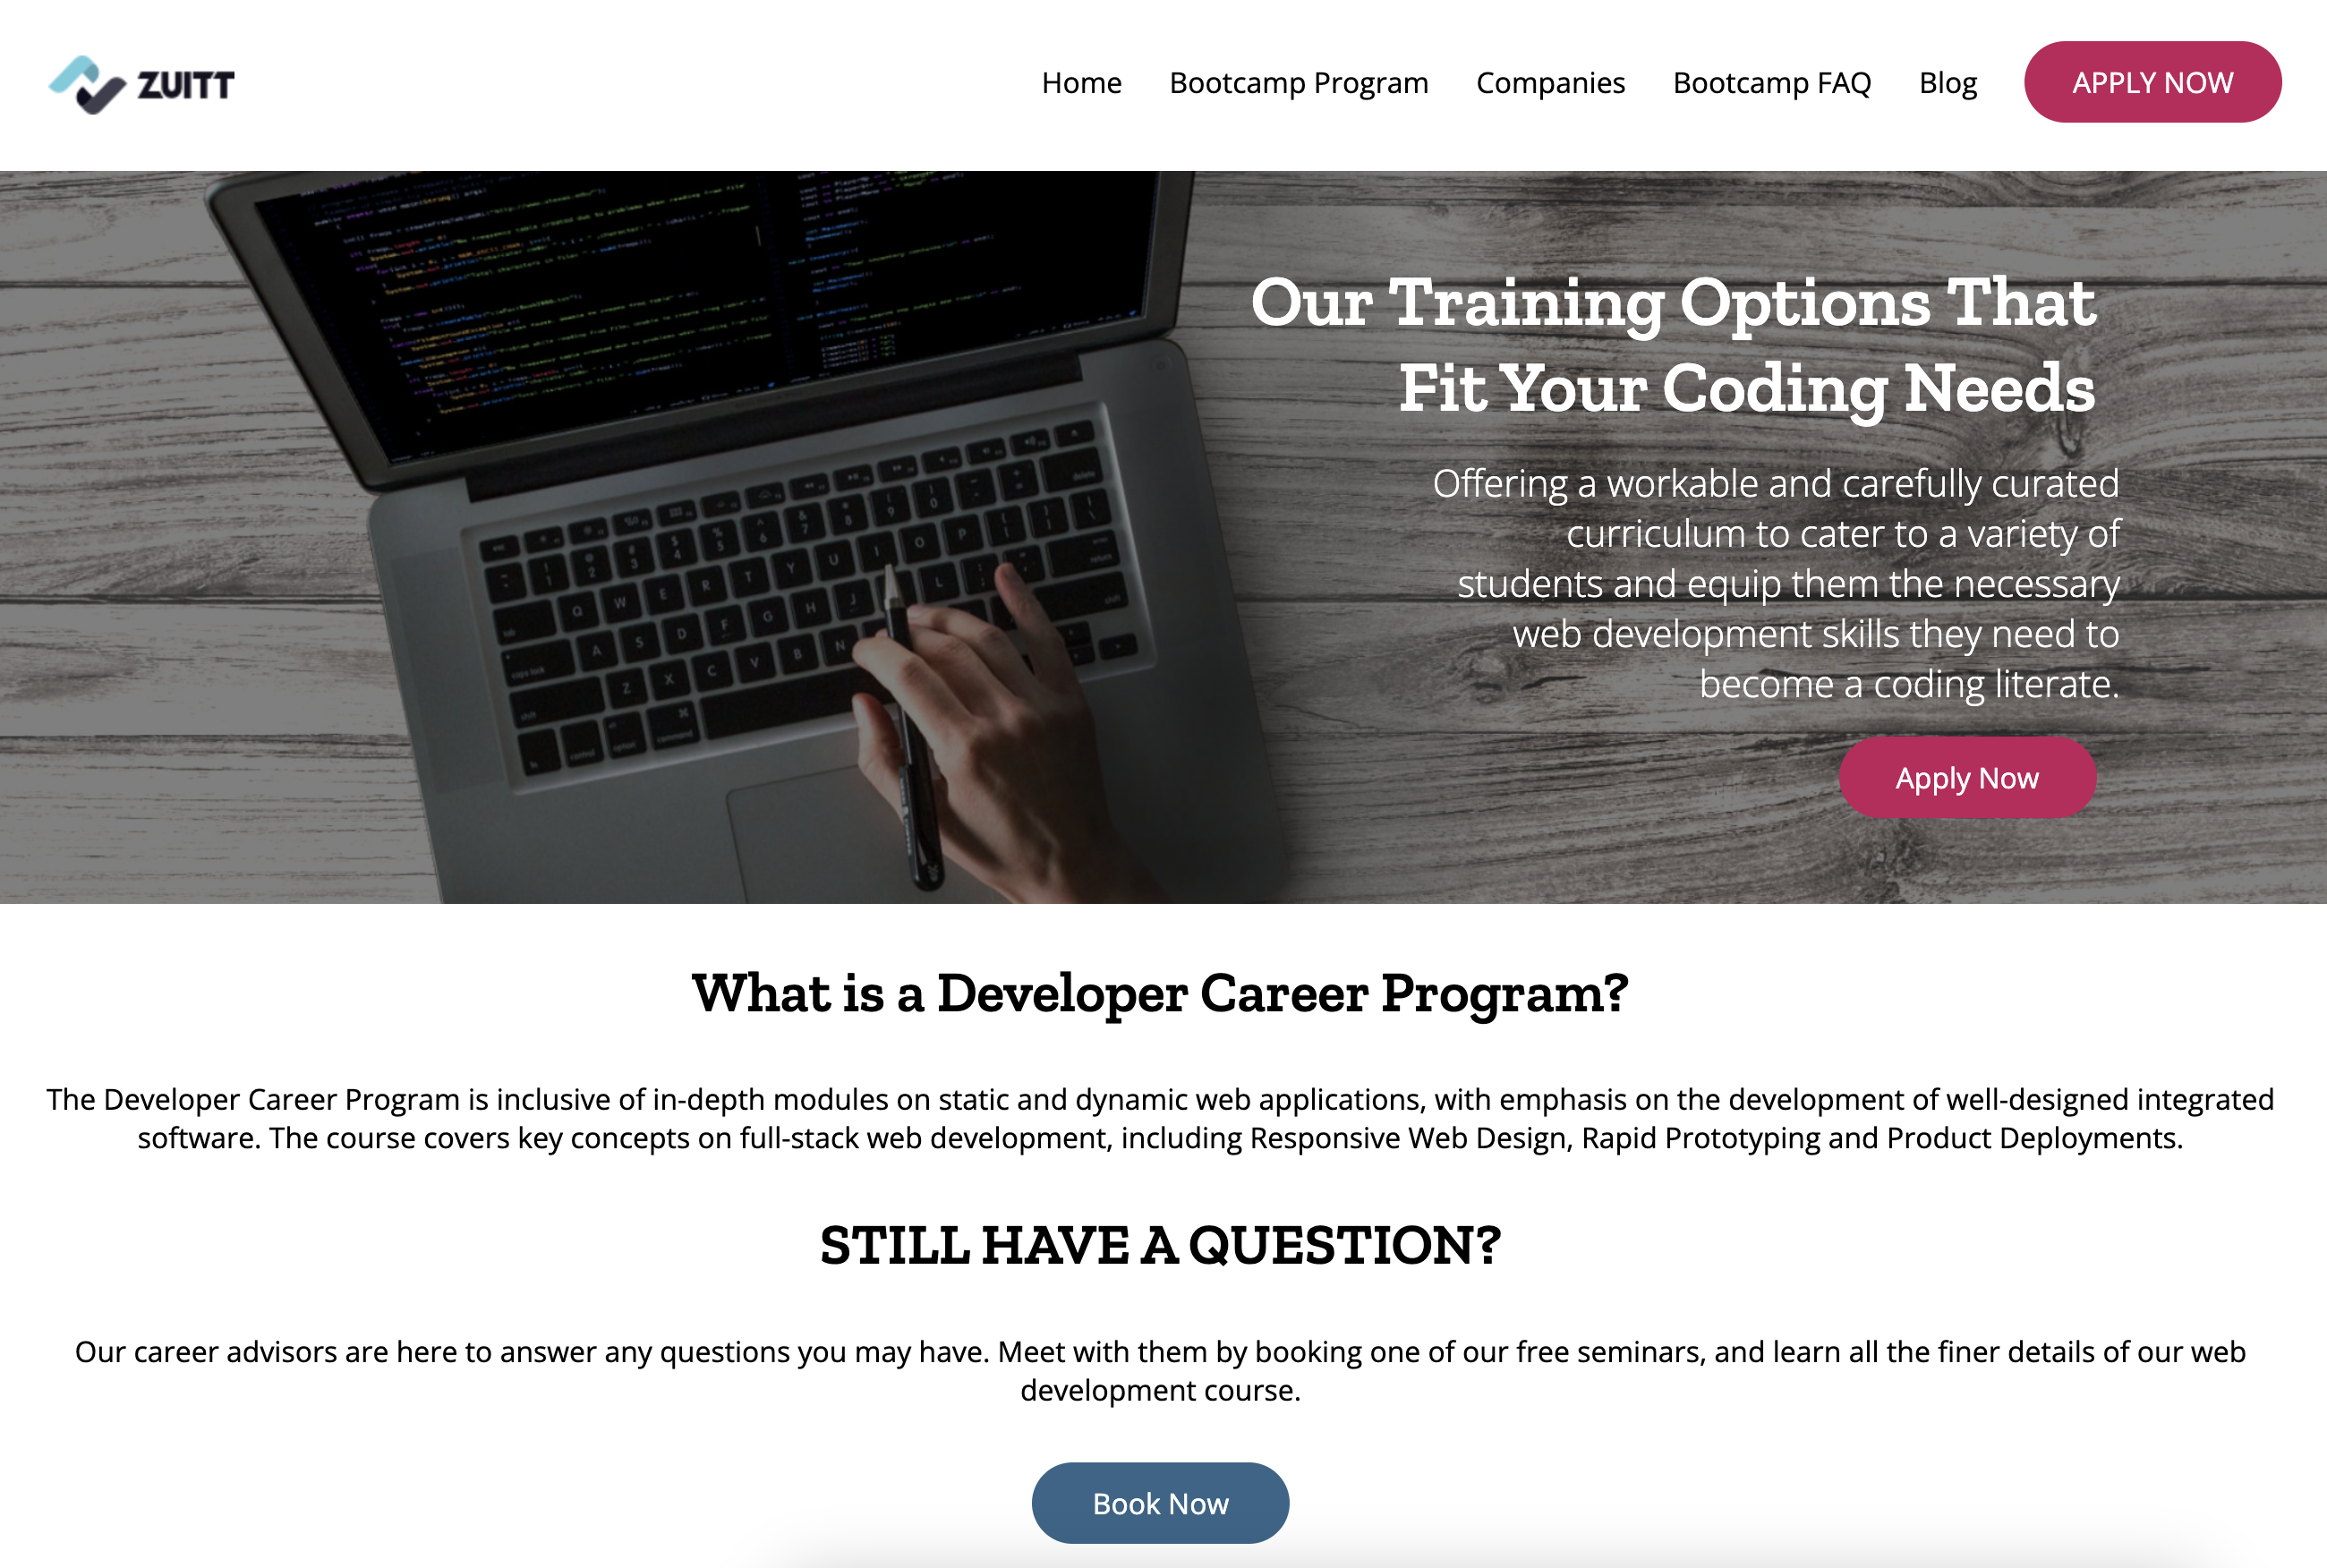 ZUITT
Home Bootcamp Program Companies Bootcamp FAQ Blog APPLY NOW
Our Training Options That
Fit Your Coding Needs
Offering a workable and carefully curated
curriculum to cater to a variety of
students and equip them the necessary
web development skills they need to
become a coding literate.
Apply Now
What is a Developer Career Program?
The Developer Career Program is inclusive of in-depth modules on static and dynamic web applications, with emphasis on the development of well-designed integrated
software. The course covers key concepts on full-stack web development, including Responsive Web Design, Rapid Prototyping and Product Deployments.
STILL HAVE A QUESTION?
Our career advisors are here to answer any questions you may have. Meet with them by booking one of our free seminars, and learn all the finer details of our web
development course.
Book Now